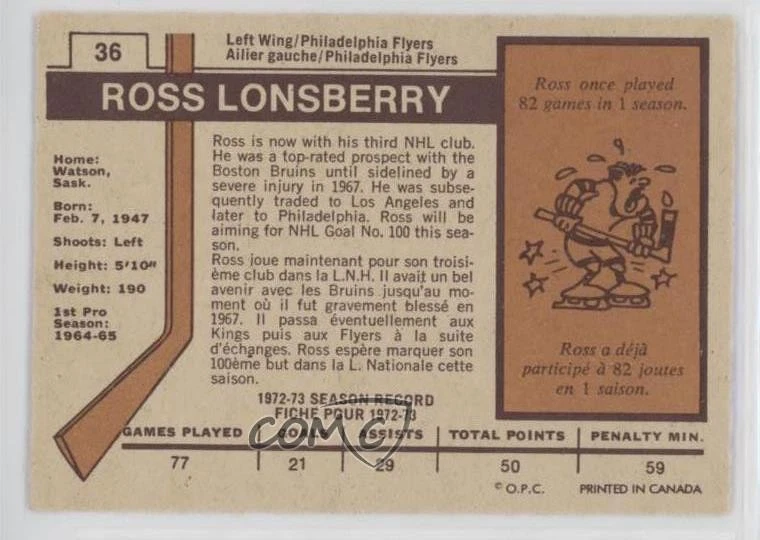 36
Left Wing/Philadelphia Flyers
Ailier gauche/Philadelphia Flyers
ROSS LONSBERRY
Home:
Watson,
Sask.
Born:
Feb. 7, 1947
Shoots: Left
Height: 5'10"
Weight: 190
1st Pro
Season:
1964-65
Ross is now with his third NHL club.
He was a top-rated prospect with the
Boston Bruins until sidelined by a
severe injury in 1967. He was subse-
quently traded to Los Angeles and
later to Philadelphia. Ross will be
aiming for NHL Goal No. 100 this sea-
son.
Ross joue maintenant pour son troisi-
ème club dans la L.N.H. Il avait un bel
avenir avec les Bruins jusqu'au mo-
ment où il fut gravement blessé en
1967. Il passa éventuellement aux
Kings puis aux Flyers à la suite
d'échanges. Ross espère marquer son
100ème but dans la L. Nationale cette
saison.
Ross once played
82 games in 1 season.
Ross a déjà
participé à 82 joutes
en 1 saison.
1972-73 SEASON RECORD
FICHE POUR 1972-73
GAMES PLAYED GOALS ASSISTS TOTAL POINTS PENALTY MIN.
77 21 29 50 59
© O.P.C. PRINTED IN CANADA
COMC